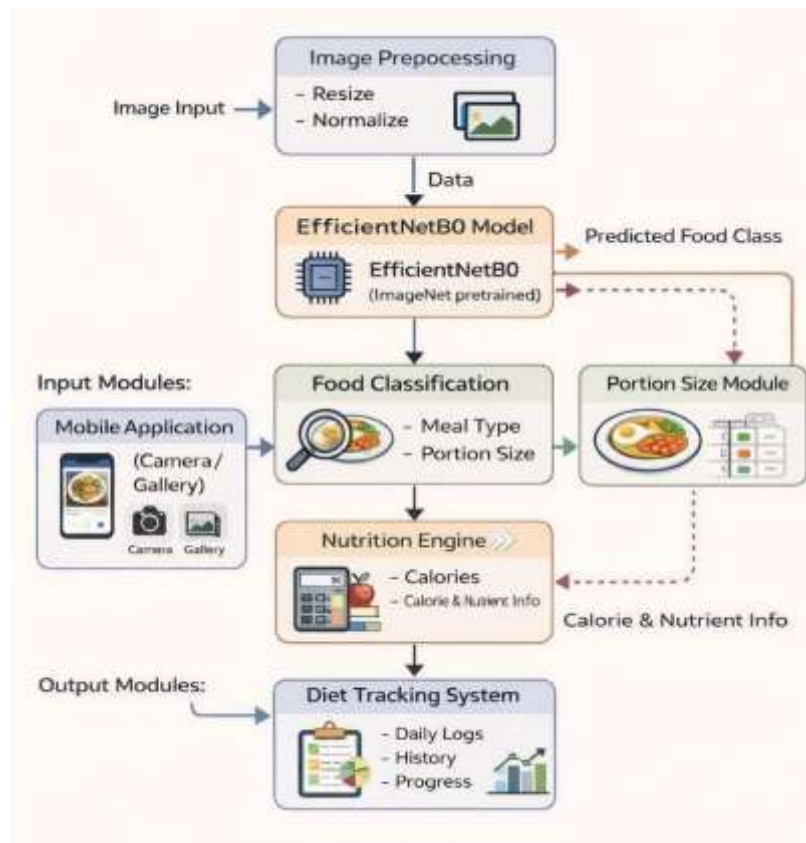 Image Prepocessing
Image Input
- Resize
- Normalize
Data
EfficientNetB0 Model
Predicted Food Class
EfficientNetB0
(ImageNet pretrained)
Input Modules:
Food Classification
Portion Size Module
Mobile Application
(Camera/
Gallery)
Camera Gallery
- Meal Type
- Portion Size
Nutrition Engine
- Calories
- Calorie & Nutrient Info
Calorie & Nutrient Info
Output Modules:
Diet Tracking System
- Daily Logs
- History
- Progress